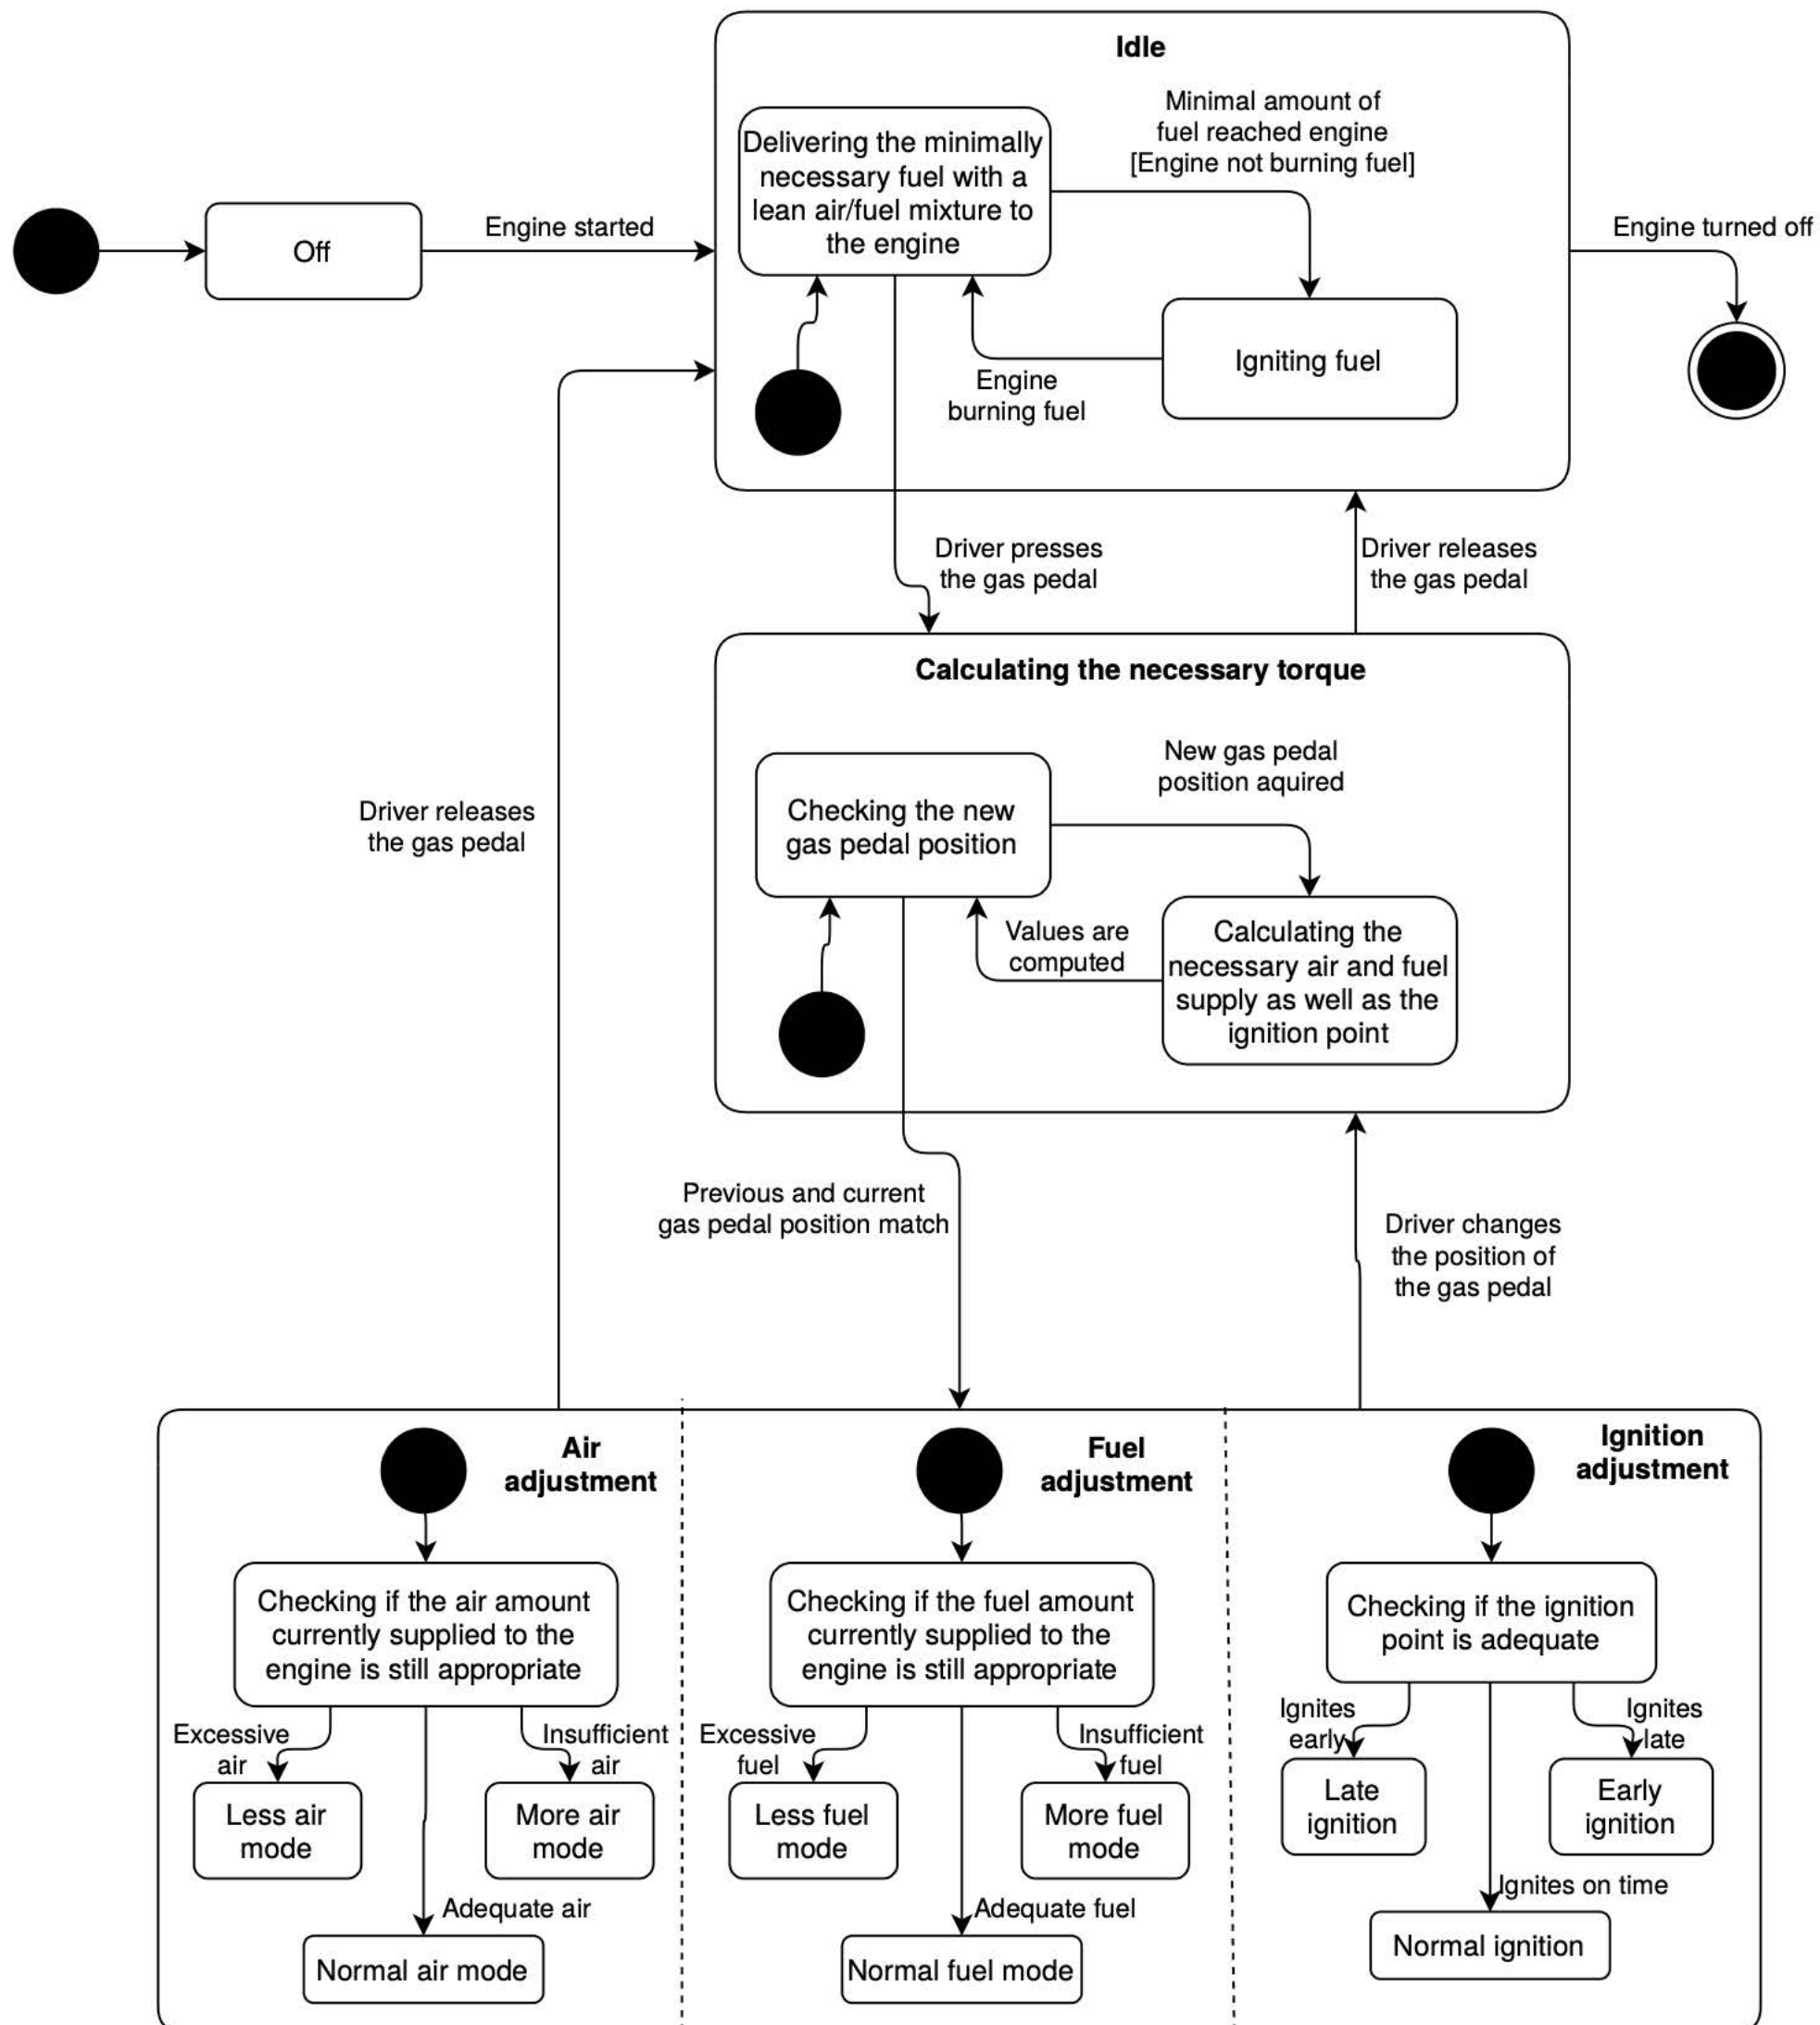 Idle
Delivering the minimally
necessary fuel with a
lean air/fuel mixture to
the engine
Minimal amount of
fuel reached engine
[Engine not burning fuel]
Off
Engine started
Engine turned off
Igniting fuel
Engine
burning fuel
Driver presses
the gas pedal
Driver releases
the gas pedal
Calculating the necessary torque
Checking the new
gas pedal position
New gas pedal
position aquired
Driver releases
the gas pedal
Values are
computed
Calculating the
necessary air and fuel
supply as well as the
ignition point
Previous and current
gas pedal position match
Driver changes
the position of
the gas pedal
Air
adjustment
Checking if the air amount
currently supplied to the
engine is still appropriate
Excessive
air
Insufficient
air
Less air
mode
More air
mode
Adequate air
Normal air mode
Fuel
adjustment
Checking if the fuel amount
currently supplied to the
engine is still appropriate
Excessive
fuel
Insufficient
fuel
Less fuel
mode
More fuel
mode
Adequate fuel
Normal fuel mode
Ignition
adjustment
Checking if the ignition
point is adequate
Ignites
early
Ignites
late
Late
ignition
Early
ignition
Ignites on time
Normal ignition